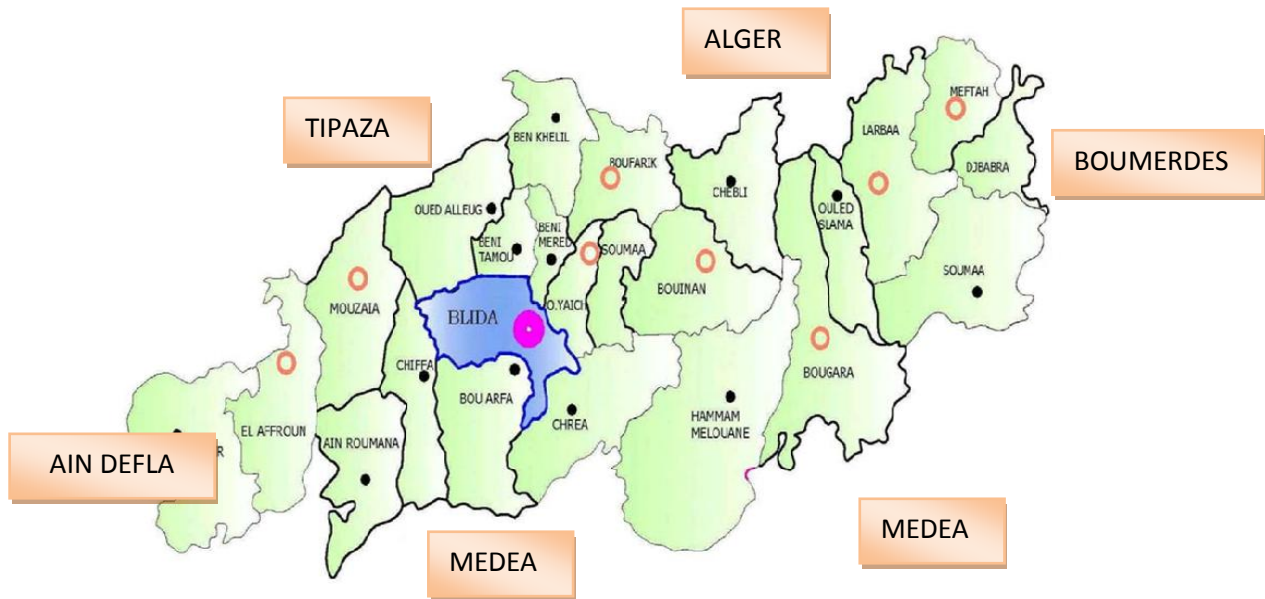 ALGER
TIPAZA
BOUMERDES
MEFTAH
LARBAA
DJBABRA
BEN KHELIL
BOUFARIK
CHEBLI
OULED
SLAMA
OUED ALLEUG
BENI
TAMOU
BENI
MERED
SOUMAA
SOUMAA
BOUINAN
MOUZAIA
BLIDA
O.YAICH
CHIFFA
BOU ARFA
CHREA
HAMMAM
MELOUANE
BOUGARA
EL AFFROUN
AIN ROUMANA
AIN DEFLA
R
MEDEA
MEDEA